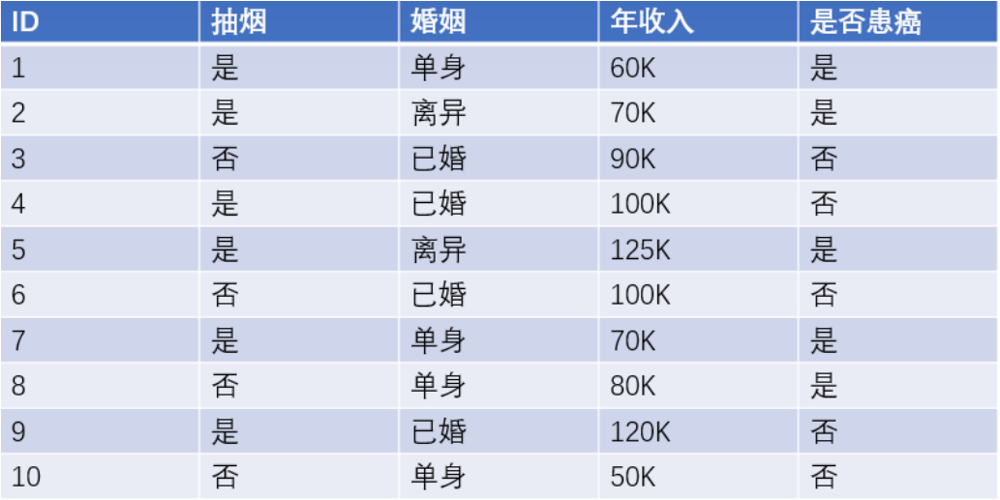 ID 抽烟 婚姻 年收入 是否患癌
1 是 单身 60K 是
2 是 离异 70K 是
3 否 已婚 90K 否
4 是 已婚 100K 否
5 是 离异 125K 是
6 否 已婚 100K 否
7 是 单身 70K 是
8 否 单身 80K 是
9 是 已婚 120K 否
10 否 单身 50K 否